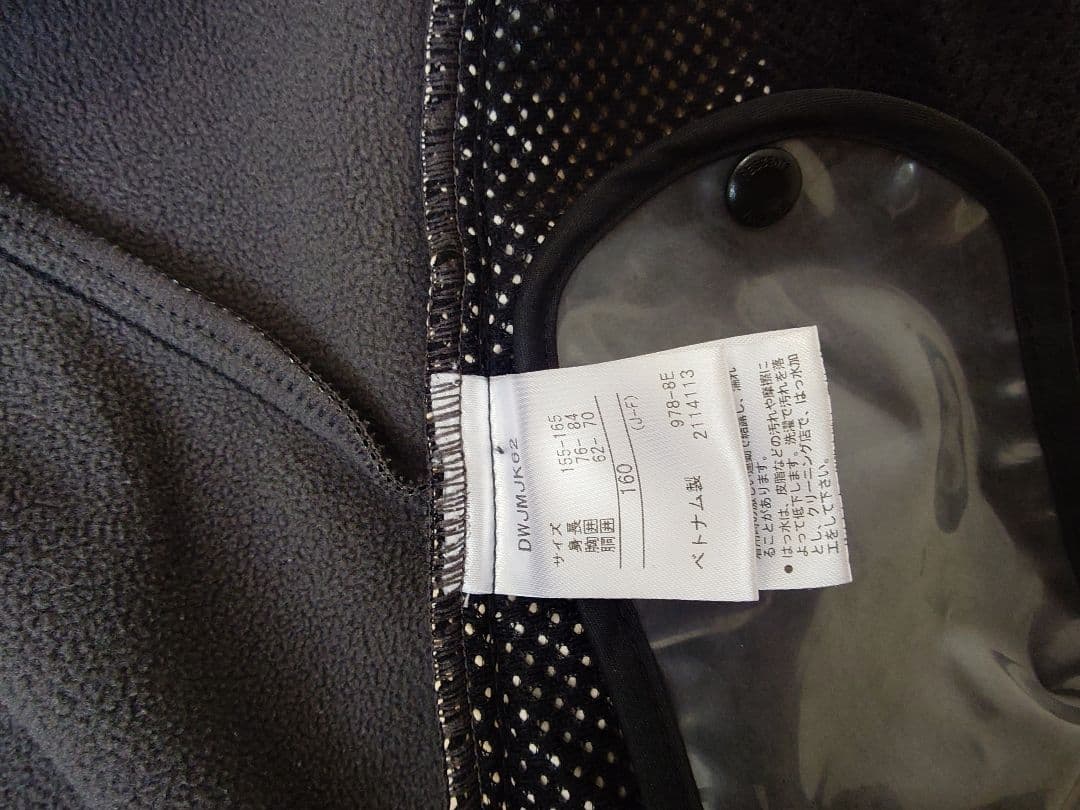 DWJMJK02
サイズ
身長 155-165
胸囲 76- 84
胴囲 62- 70
160
(J-F)
ベトナム製 978-8E
2114113
ることがあります。
●はっ水は、皮脂などの汚れや摩擦に
よって低下します。洗濯で汚れを落
とし、クリーニング店で、はっ水加
工をして下さい。